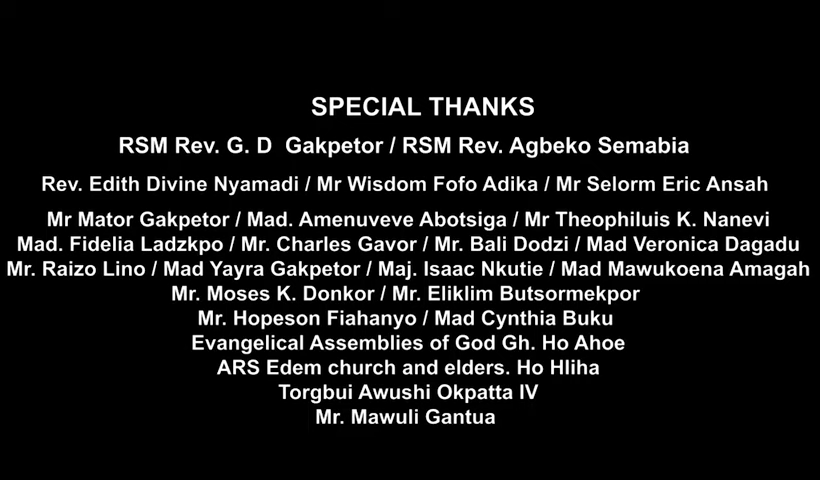 SPECIAL THANKS
RSM Rev. G. D  Gakpetor / RSM Rev. Agbeko Semabia
Rev. Edith Divine Nyamadi / Mr Wisdom Fofo Adika / Mr Selorm Eric Ansah
Mr Mator Gakpetor / Mad. Amenuveve Abotsiga / Mr Theophiluis K. Nanevi
Mad. Fidelia Ladzkpo / Mr. Charles Gavor / Mr. Bali Dodzi / Mad Veronica Dagadu
Mr. Raizo Lino / Mad Yayra Gakpetor / Maj. Isaac Nkutie / Mad Mawukoena Amagah
Mr. Moses K. Donkor / Mr. Eliklim Butsormekpor
Mr. Hopeson Fiahanyo / Mad Cynthia Buku
Evangelical Assemblies of God Gh. Ho Ahoe
ARS Edem church and elders. Ho Hliha
Torgbui Awushi Okpatta IV
Mr. Mawuli Gantua